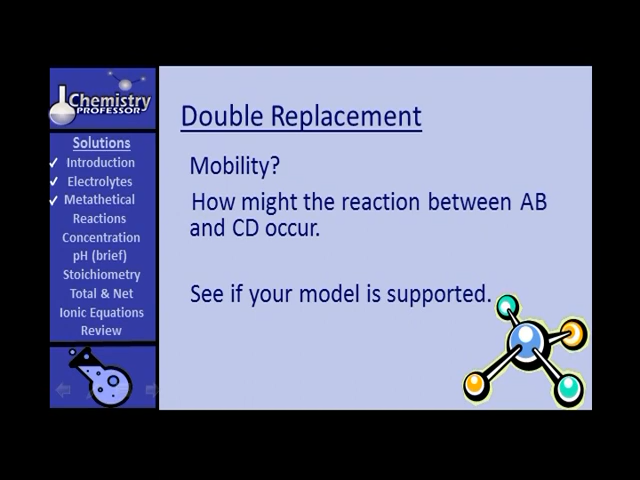 Chemistry
PROFESSOR
Solutions
Introduction
Electrolytes
Metathetical
Reactions
Concentration
pH (brief)
Stoichiometry
Total & Net
Ionic Equations
Review
Double Replacement
Mobility?
How might the reaction between AB
and CD occur.
See if your model is supported.